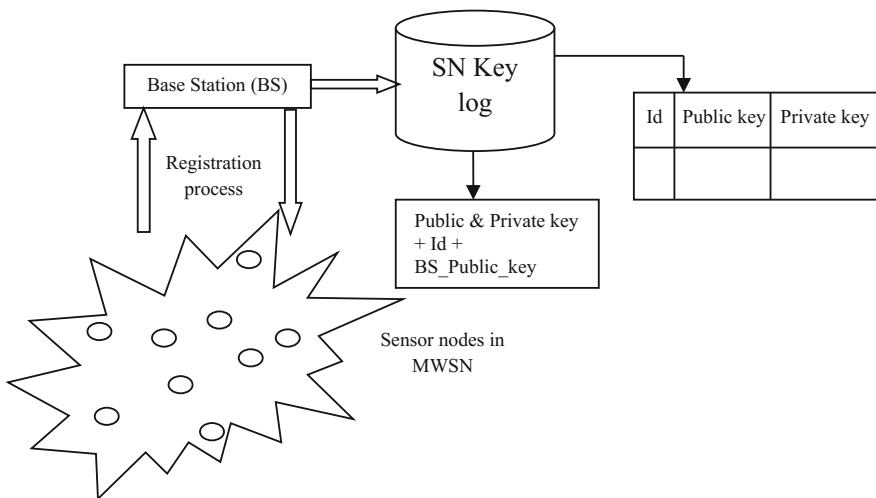 SN Key
log
Base Station (BS)
Id Public key Private key
Registration
process
Public & Private key
+ Id +
BS_Public_key
Sensor nodes in
MWSN